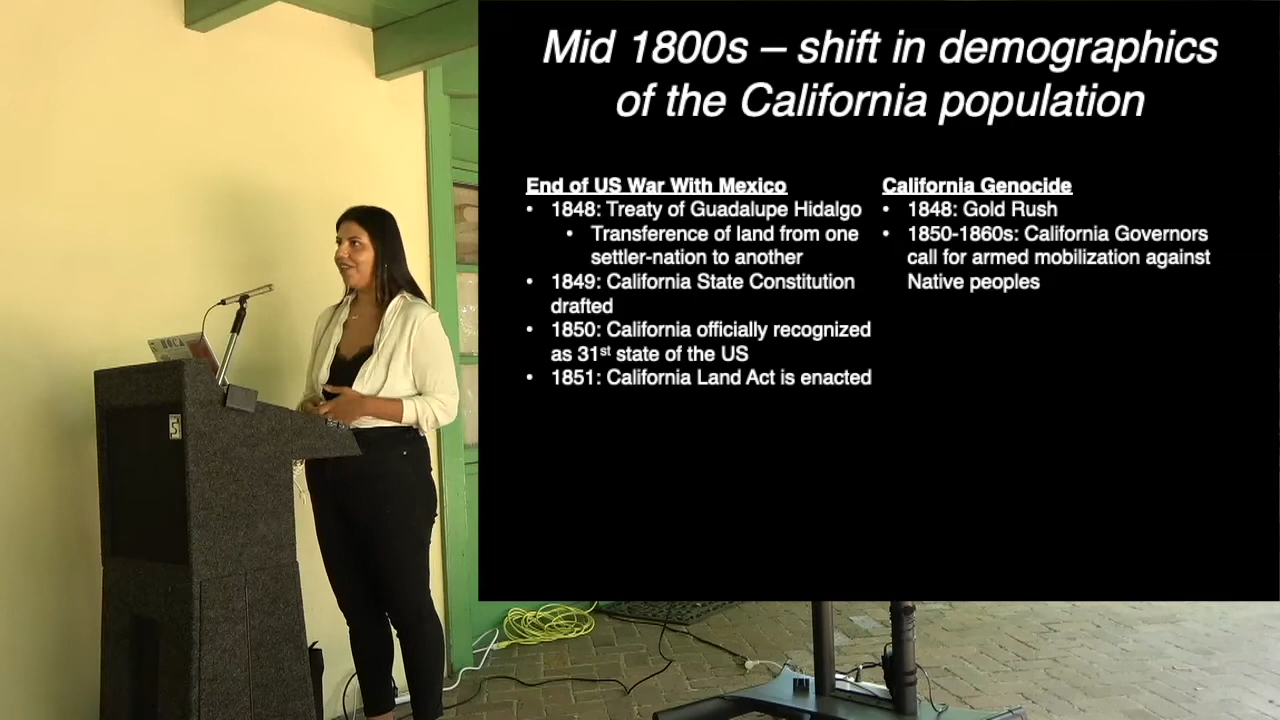 Mid 1800s – shift in demographics
of the California population
End of US War With Mexico
• 1848: Treaty of Guadalupe Hidalgo
• Transference of land from one
settler-nation to another
• 1849: California State Constitution
drafted
• 1850: California officially recognized
as 31st state of the US
• 1851: California Land Act is enacted
California Genocide
• 1848: Gold Rush
• 1850-1860s: California Governors
call for armed mobilization against
Native peoples
5